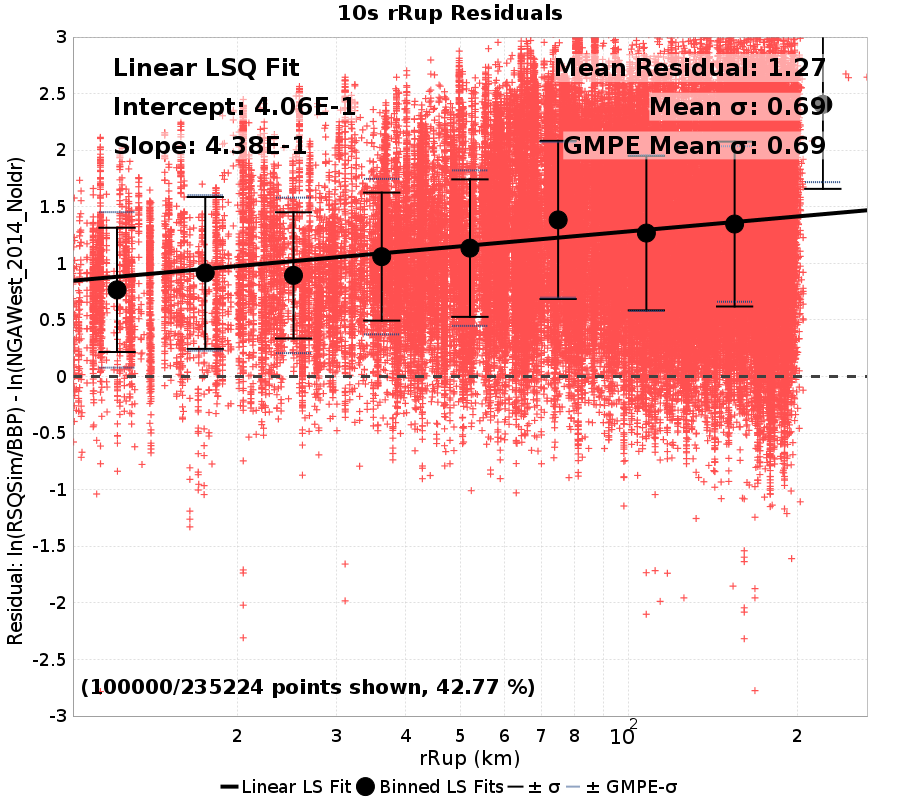 10s rRup Residuals
Linear LSQ Fit
Intercept: 4.06E-1
Slope: 4.38E-1
Mean Residual: 1.27
Mean σ: 0.69
GMPE Mean σ: 0.69
3
2.5
2
1.5
1
0.5
0
-0.5
-1
-1.5
-2
-2.5
-3
Residual: ln(RSQSim/BBP) - ln(NGAWest_2014_NoIdr)
(100000/235224 points shown, 42.77 %)
2 3 4 5 6 7 8 10² 2
rRup (km)
Linear LS Fit Binned LS Fits ± σ ± GMPE-σ